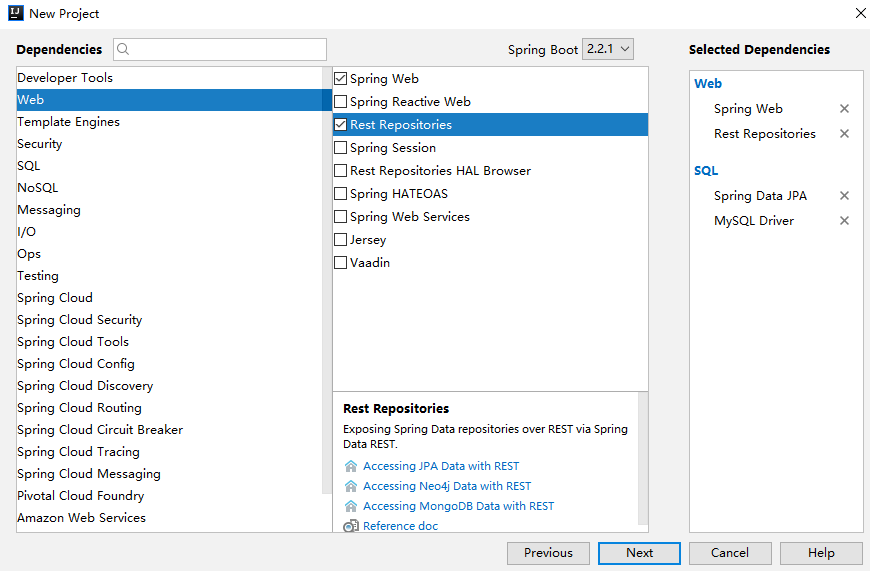 New Project
Dependencies
Spring Boot 2.2.1
Selected Dependencies
Developer Tools
Web
Template Engines
Security
SQL
NoSQL
Messaging
I/O
Ops
Testing
Spring Cloud
Spring Cloud Security
Spring Cloud Tools
Spring Cloud Config
Spring Cloud Discovery
Spring Cloud Routing
Spring Cloud Circuit Breaker
Spring Cloud Tracing
Spring Cloud Messaging
Pivotal Cloud Foundry
Amazon Web Services
Spring Web
Spring Reactive Web
Rest Repositories
Spring Session
Rest Repositories HAL Browser
Spring HATEOAS
Spring Web Services
Jersey
Vaadin
Rest Repositories
Exposing Spring Data repositories over REST via Spring
Data REST.
Accessing JPA Data with REST
Accessing Neo4j Data with REST
Accessing MongoDB Data with REST
Reference doc
Web
Spring Web
Rest Repositories
SQL
Spring Data JPA
MySQL Driver
Previous
Next
Cancel
Help